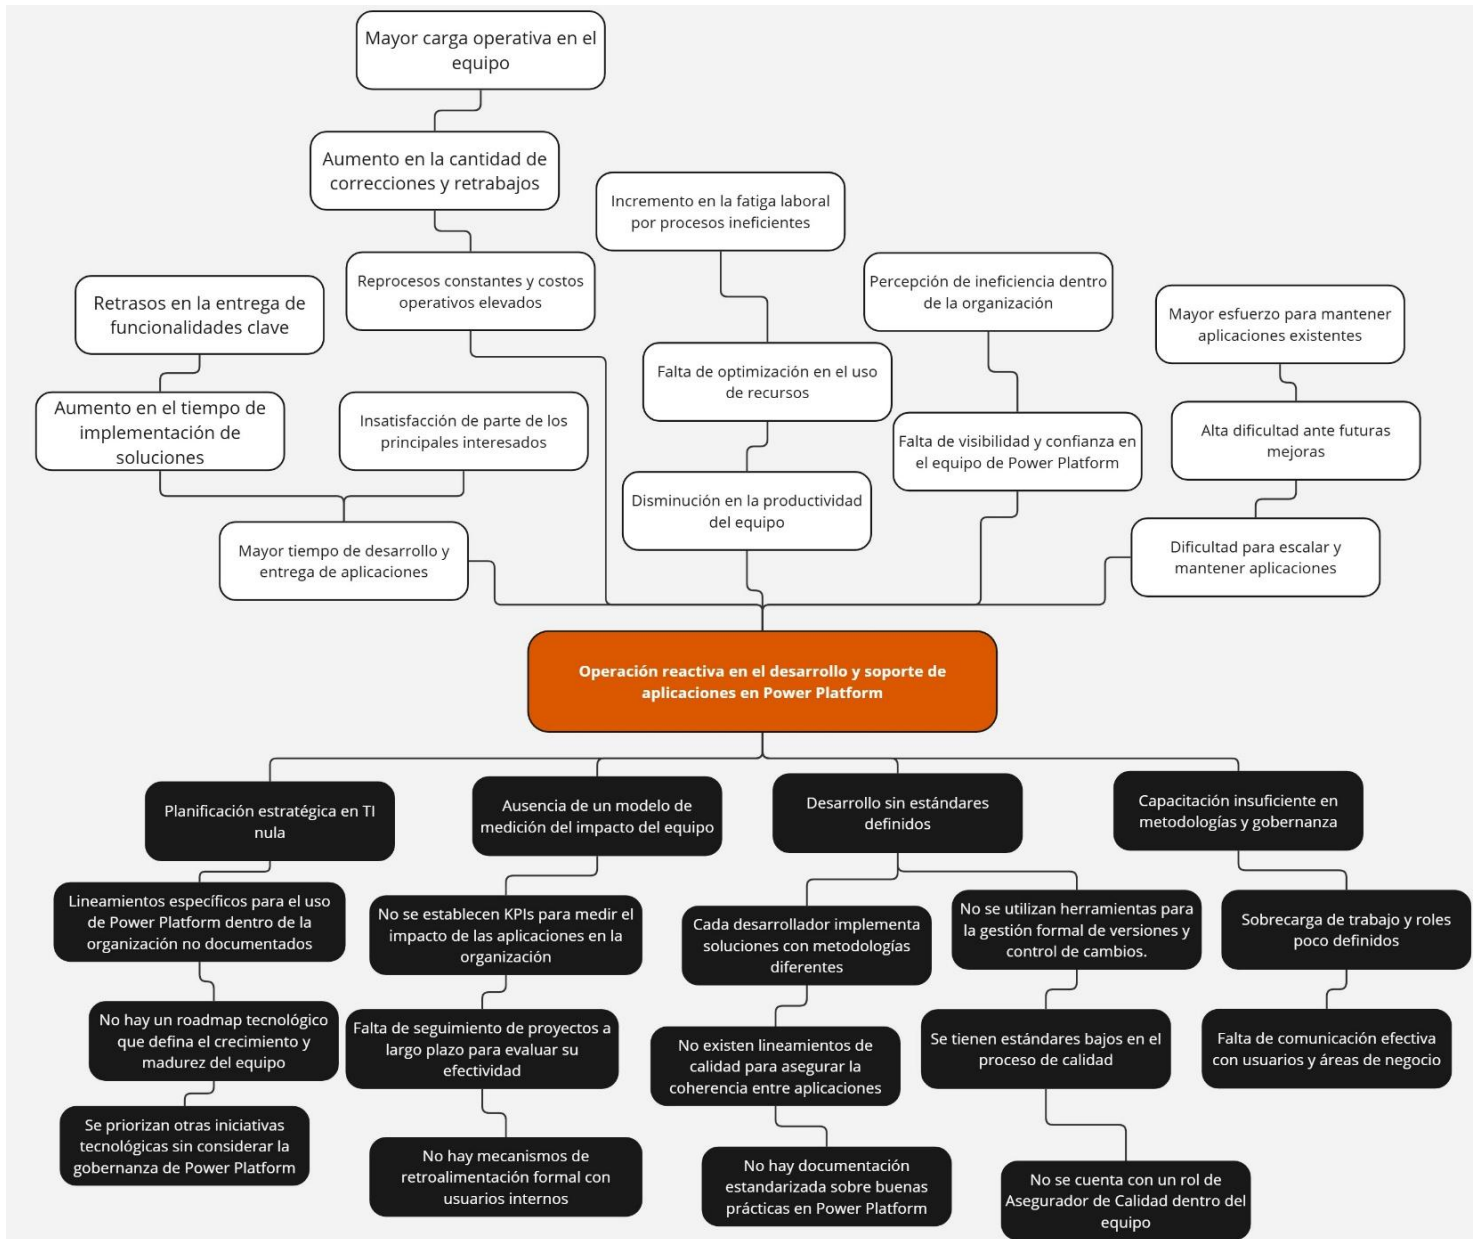 Mayor carga operativa en el
equipo
Aumento en la cantidad de
correcciones y retrabajos
Incremento en la fatiga laboral
por procesos ineficientes
Reprocesos constantes y costos
operativos elevados
Percepción de ineficiencia dentro
de la organización
Retrasos en la entrega de
funcionalidades clave
Mayor esfuerzo para mantener
aplicaciones existentes
Falta de optimización en el uso
de recursos
Aumento en el tiempo de
implementación de
soluciones
Insatisfacción de parte de los
principales interesados
Falta de visibilidad y confianza en
el equipo de Power Platform
Alta dificultad ante futuras
mejoras
Disminución en la productividad
del equipo
Mayor tiempo de desarrollo y
entrega de aplicaciones
Dificultad para escalar y
mantener aplicaciones
Operación reactiva en el desarrollo y soporte de
aplicaciones en Power Platform
Planificación estratégica en TI
nula
Ausencia de un modelo de
medición del impacto del equipo
Desarrollo sin estándares
definidos
Capacitación insuficiente en
metodologías y gobernanza
Lineamientos específicos para el uso
de Power Platform dentro de la
organización no documentados
No se establecen KPIs para medir el
impacto de las aplicaciones en la
organización
Cada desarrollador implementa
soluciones con metodologías
diferentes
No se utilizan herramientas para
la gestión formal de versiones y
control de cambios.
Sobrecarga de trabajo y roles
poco definidos
No hay un roadmap tecnológico
que defina el crecimiento y
madurez del equipo
Falta de seguimiento de proyectos a
largo plazo para evaluar su
efectividad
No existen lineamientos de
calidad para asegurar la
coherencia entre aplicaciones
Se tienen estándares bajos en el
proceso de calidad
Falta de comunicación efectiva
con usuarios y áreas de negocio
Se priorizan otras iniciativas
tecnológicas sin considerar la
gobernanza de Power Platform
No hay mecanismos de
retroalimentación formal con
usuarios internos
No hay documentación
estandarizada sobre buenas
prácticas en Power Platform
No se cuenta con un rol de
Asegurador de Calidad dentro del
equipo